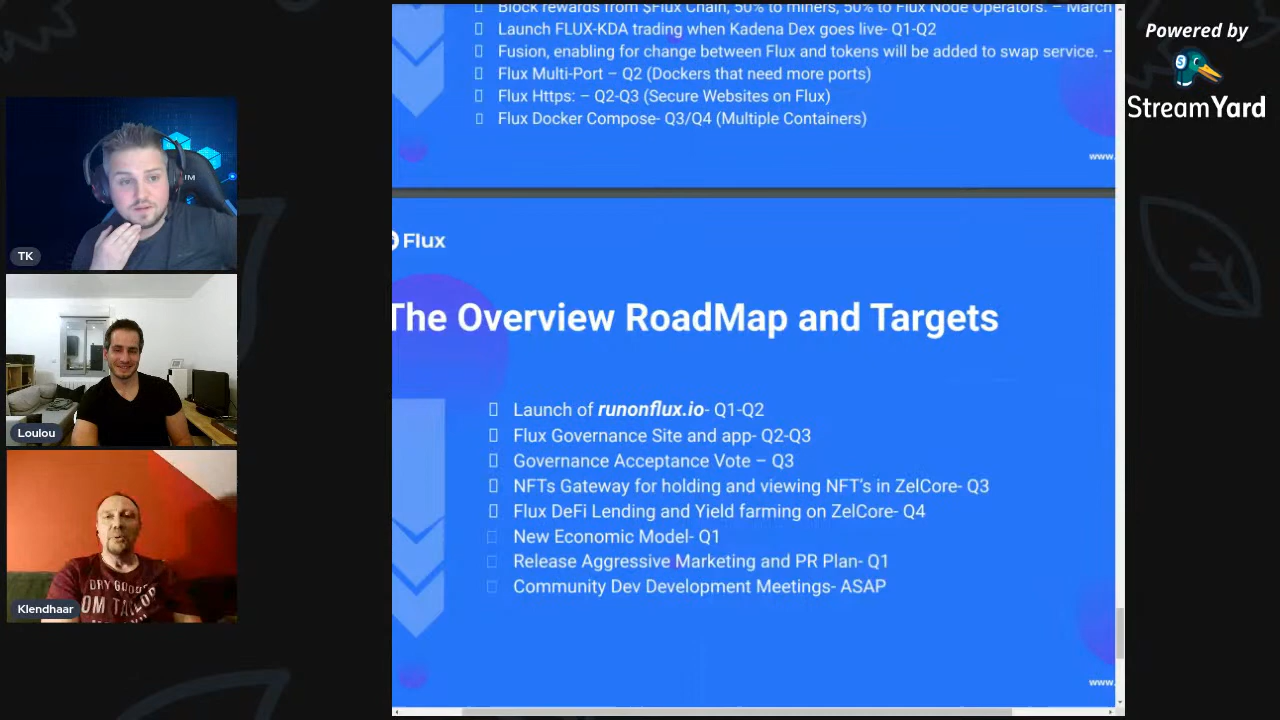 Block rewards from $Flux Chain, 50% to miners, 50% to Flux Node Operators. – March
Launch FLUX-KDA trading when Kadena Dex goes live- Q1-Q2
Fusion, enabling for change between Flux and tokens will be added to swap service. –
Flux Multi-Port – Q2 (Dockers that need more ports)
Flux Https: – Q2-Q3 (Secure Websites on Flux)
Flux Docker Compose- Q3/Q4 (Multiple Containers)
www.
Flux
The Overview RoadMap and Targets
Launch of runonflux.io- Q1-Q2
Flux Governance Site and app- Q2-Q3
Governance Acceptance Vote – Q3
NFTs Gateway for holding and viewing NFT's in ZelCore- Q3
Flux DeFi Lending and Yield farming on ZelCore- Q4
New Economic Model- Q1
Release Aggressive Marketing and PR Plan- Q1
Community Dev Development Meetings- ASAP
www.
TK
Loulou
DRY GOODS
OM TAILOR
Klendhaar
Powered by
StreamYard